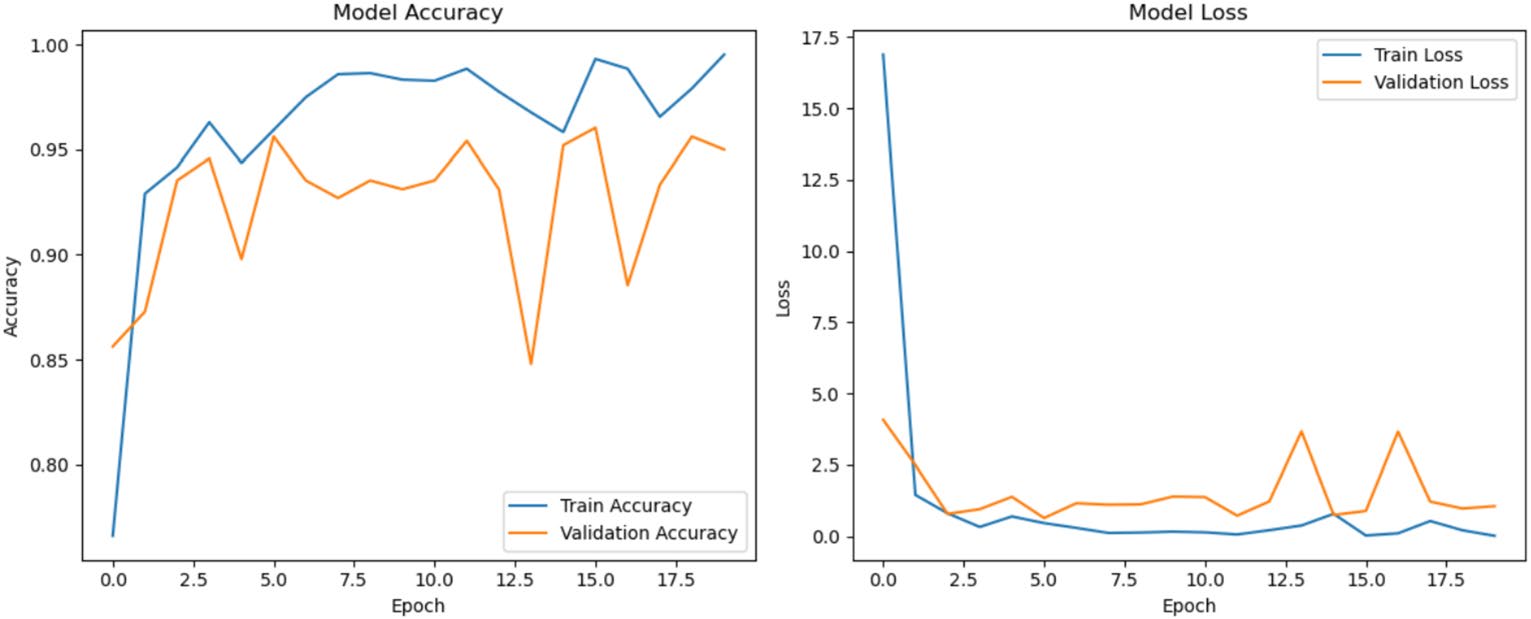 Model Accuracy
1.00
0.95
0.90
0.85
0.80
Accuracy
Train Accuracy
Validation Accuracy
0.0 2.5 5.0 7.5 10.0 12.5 15.0 17.5
Epoch
Model Loss
17.5
15.0
12.5
10.0
7.5
5.0
2.5
0.0
Loss
Train Loss
Validation Loss
0.0 2.5 5.0 7.5 10.0 12.5 15.0 17.5
Epoch